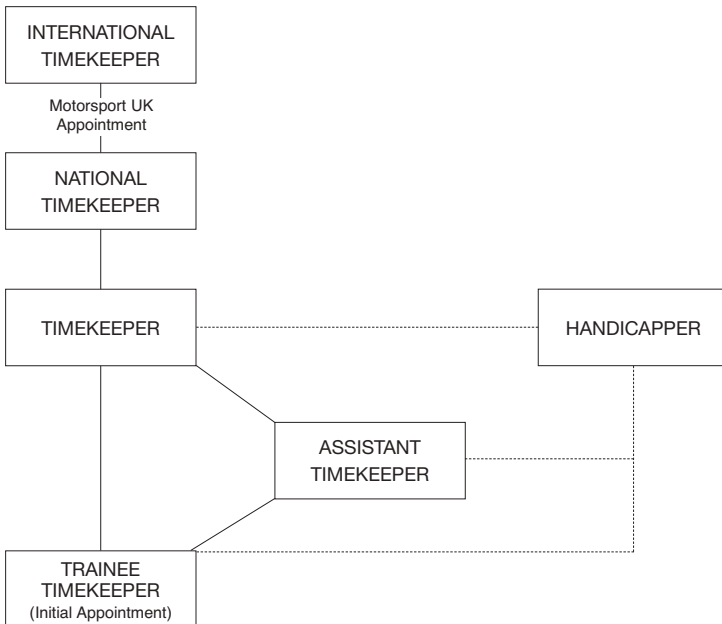 INTERNATIONAL
TIMEKEEPER
Motorsport UK
Appointment
NATIONAL
TIMEKEEPER
TIMEKEEPER
HANDICAPPER
ASSISTANT
TIMEKEEPER
TRAINEE
TIMEKEEPER
(Initial Appointment)